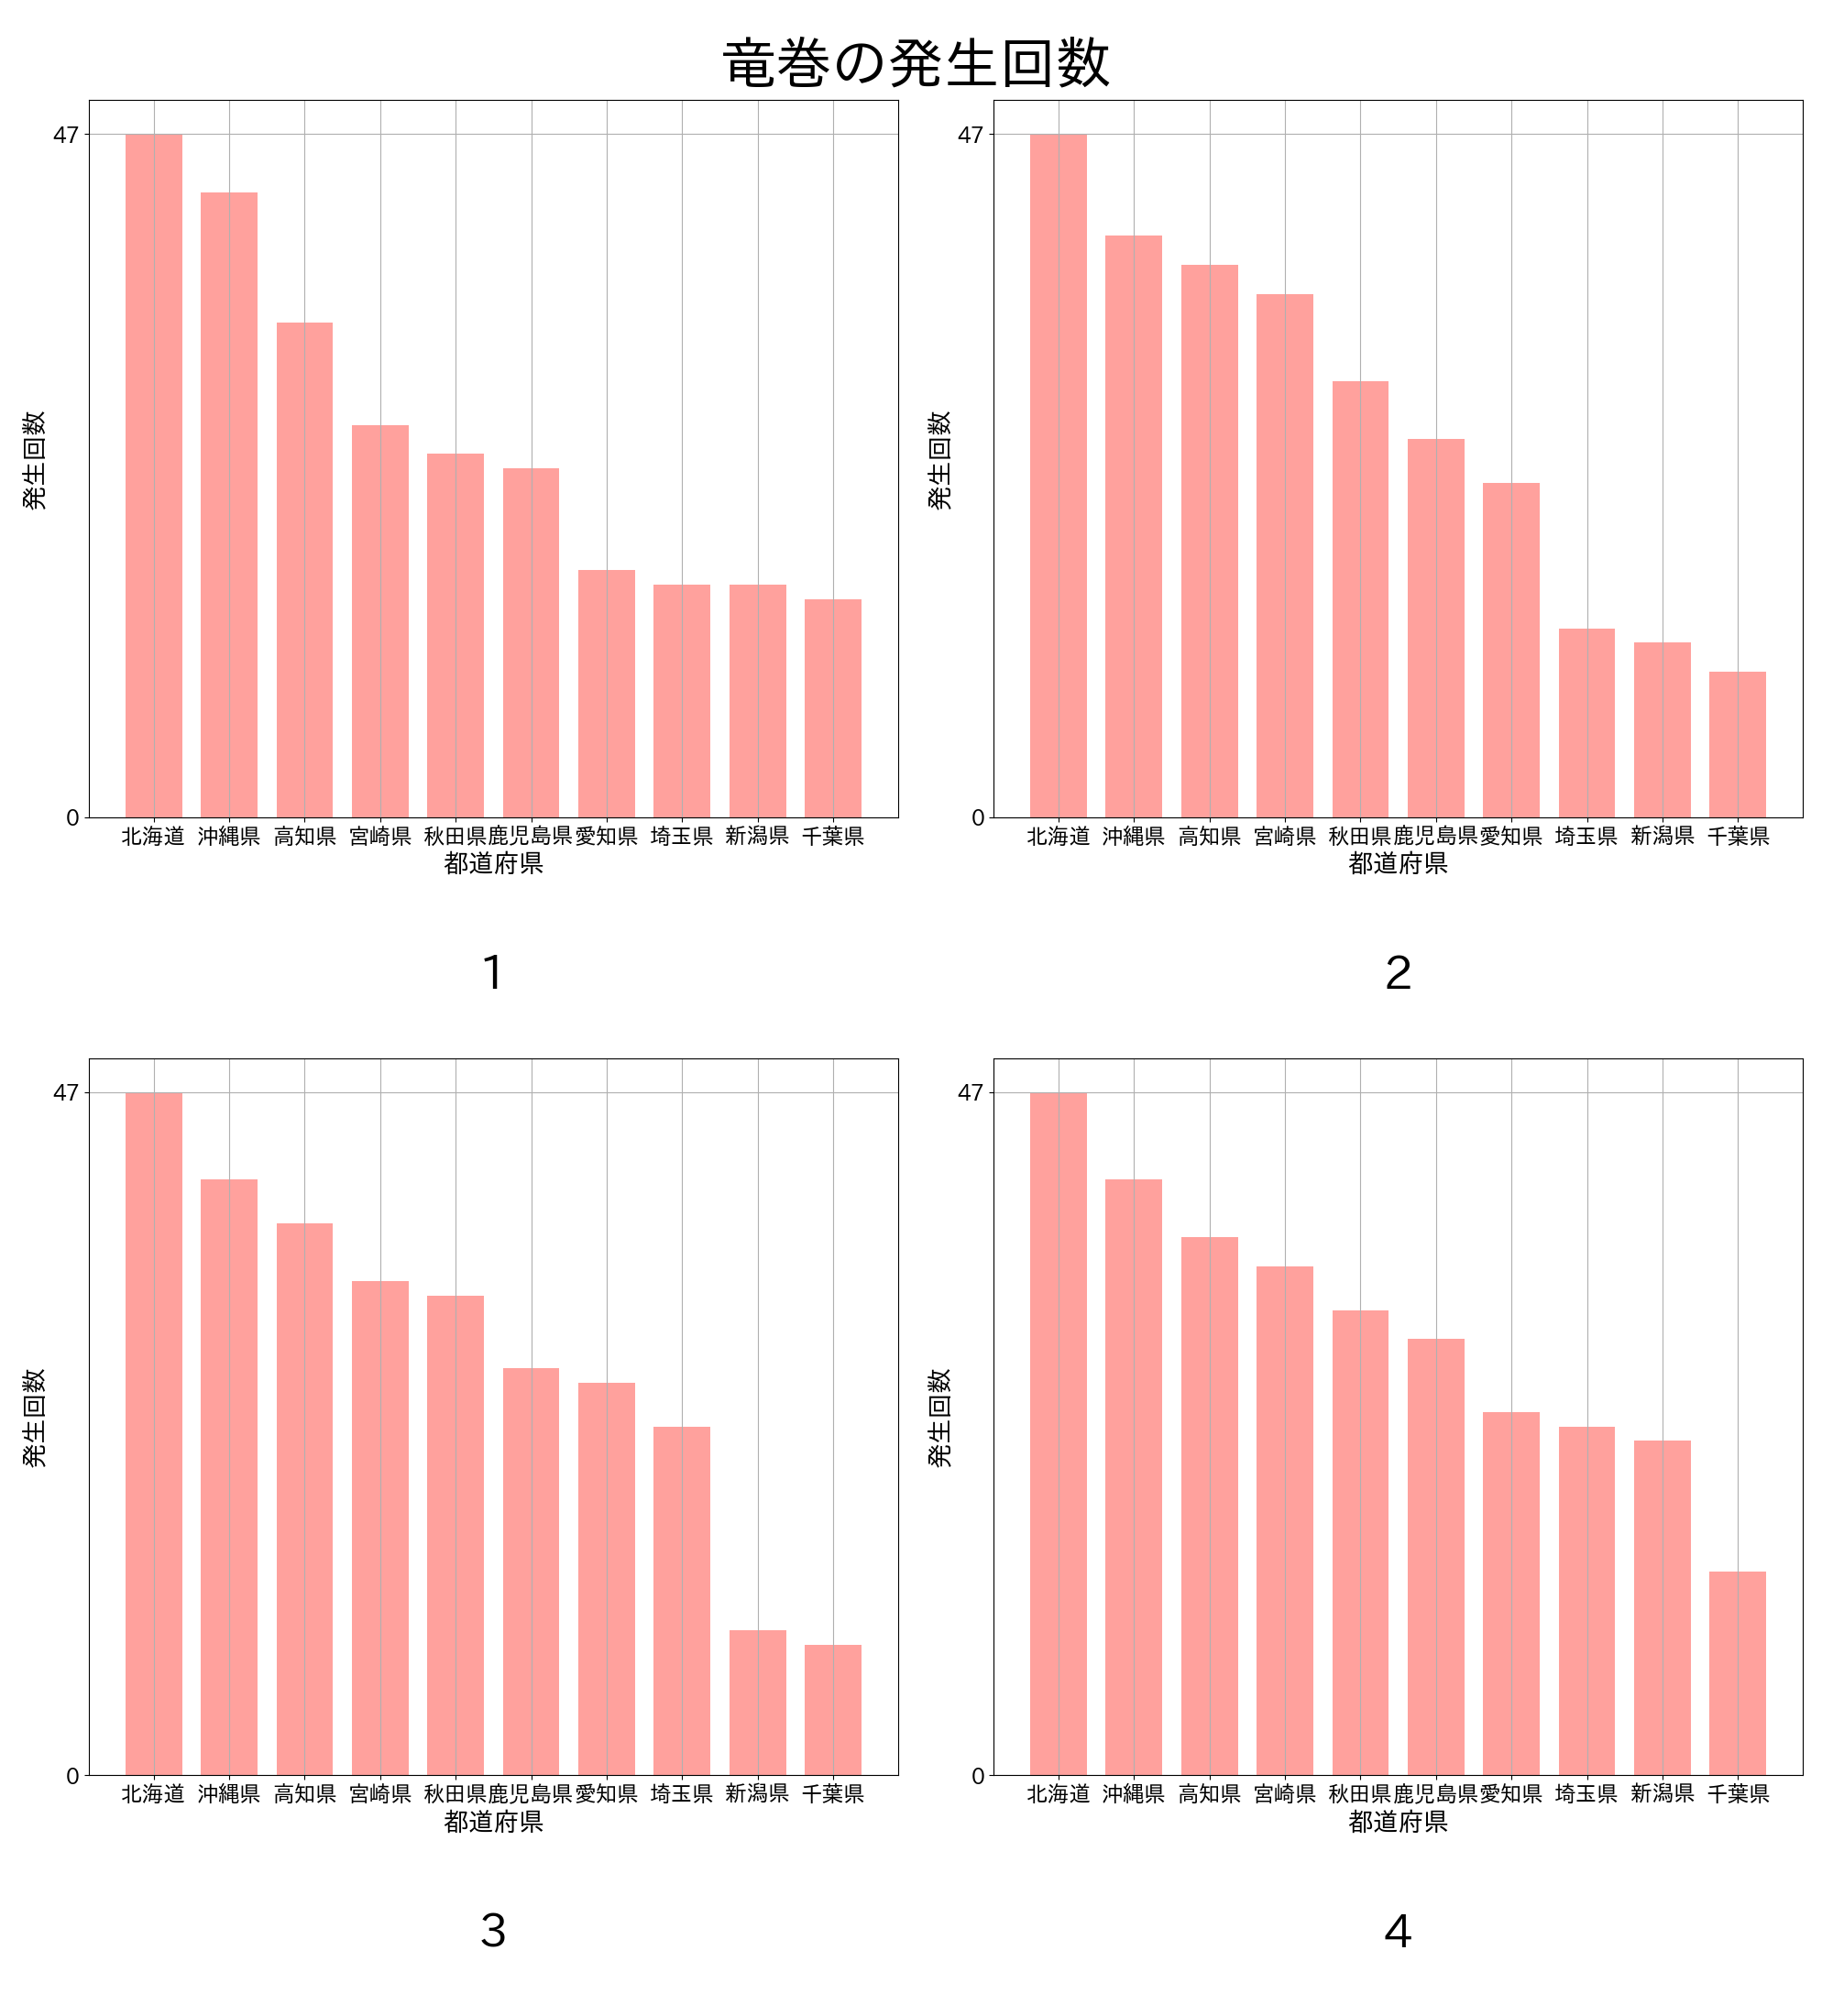 竜巻の発生回数
47
0
発生回数
北海道 沖縄県 高知県 宮崎県 秋田県 鹿児島県 愛知県 埼玉県 新潟県 千葉県
都道府県
1
47
0
発生回数
北海道 沖縄県 高知県 宮崎県 秋田県 鹿児島県 愛知県 埼玉県 新潟県 千葉県
都道府県
2
47
0
発生回数
北海道 沖縄県 高知県 宮崎県 秋田県 鹿児島県 愛知県 埼玉県 新潟県 千葉県
都道府県
3
47
0
発生回数
北海道 沖縄県 高知県 宮崎県 秋田県 鹿児島県 愛知県 埼玉県 新潟県 千葉県
都道府県
4